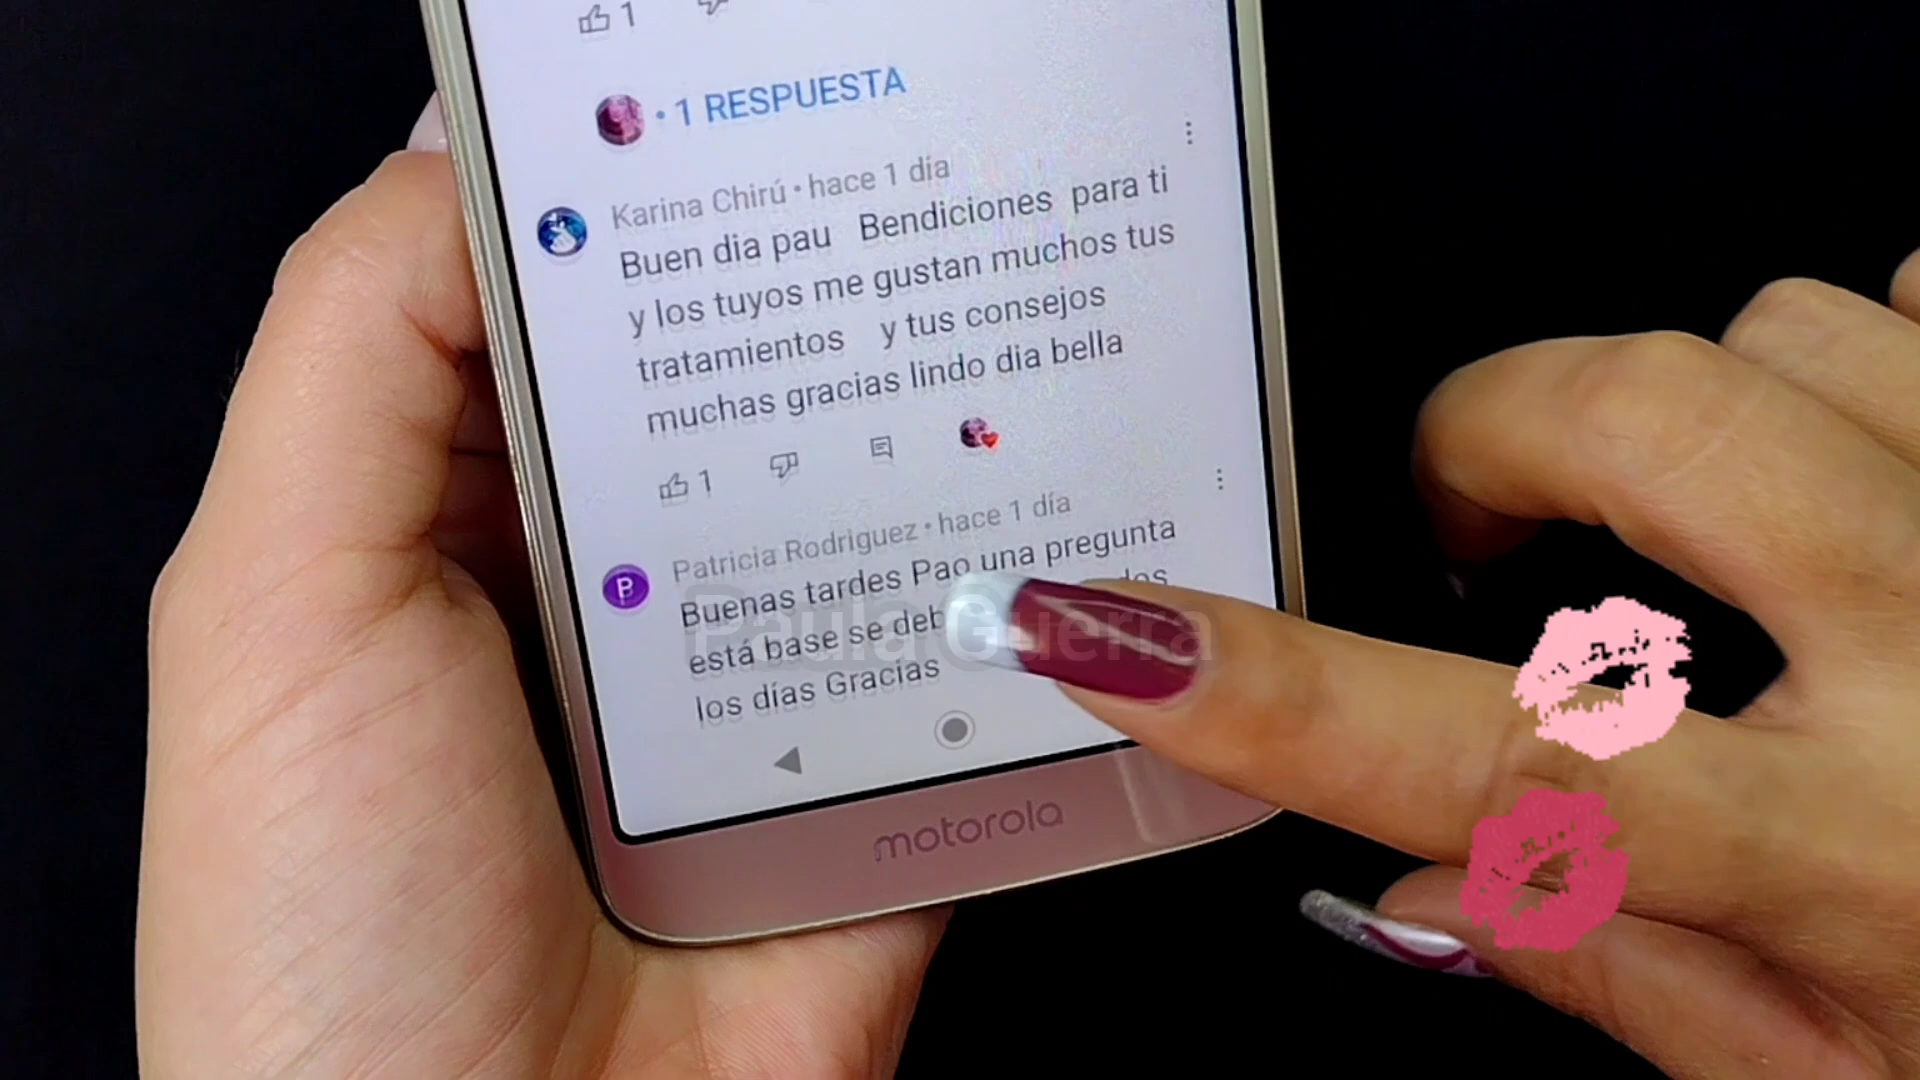 1
• 1 RESPUESTA
Karina Chirú • hace 1 día
Buen dia pau Bendiciones para ti
y los tuyos me gustan muchos tus
tratamientos y tus consejos
muchas gracias lindo dia bella
1
Patricia Rodriguez • hace 1 día
P
Buenas tardes Pao una pregunta
está base se
los días Gracias
Paula Guerra
motorola